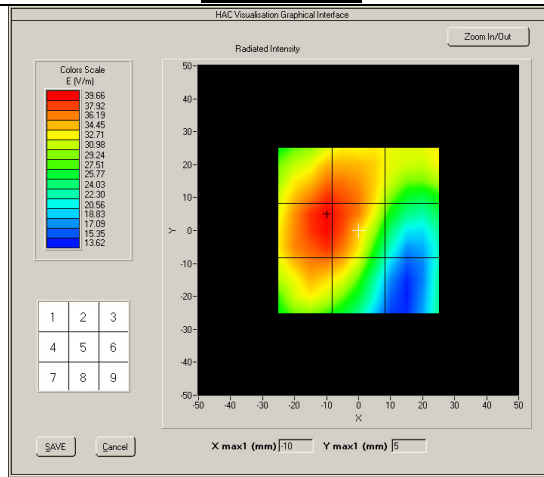 HAC Visualisation Graphical Interface
Zoom In/Out
Radiated Intensity
Colors Scale
E (V/m)
39.66
37.92
36.19
34.45
32.71
30.98
29.24
27.51
25.77
24.03
22.30
20.56
18.83
17.09
15.35
13.62
50-
40-
30-
20-
10-
0-
-10-
-20-
-30-
-40-
-50-
Y
-50 -40 -30 -20 -10 0 10 20 30 40 50
X
1 2 3
4 5 6
7 8 9
SAVE Cancel
X max1 (mm) -10 Y max1 (mm) 5